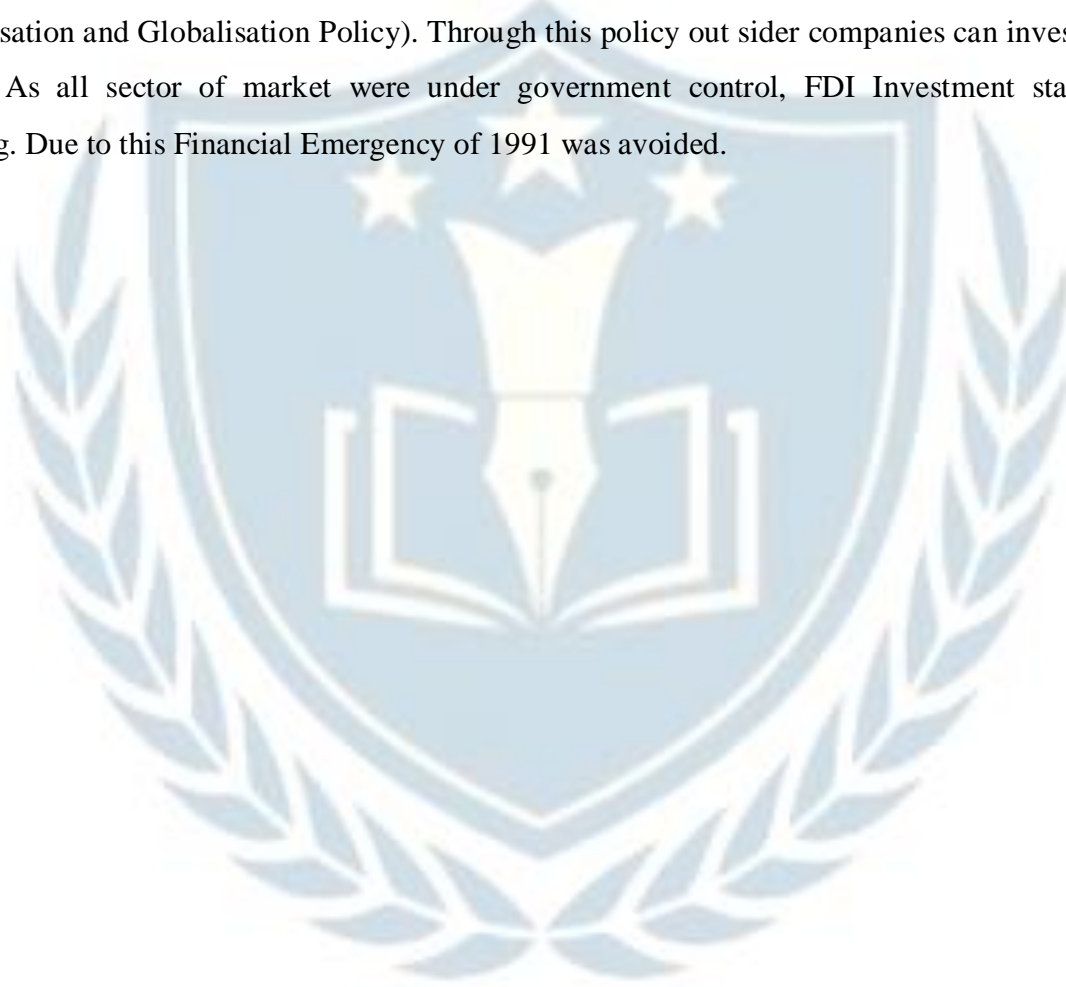 sation and Globalisation Policy). Through this policy out sider companies can inves
As all sector of market were under government control, FDI Investment sta
g. Due to this Financial Emergency of 1991 was avoided.